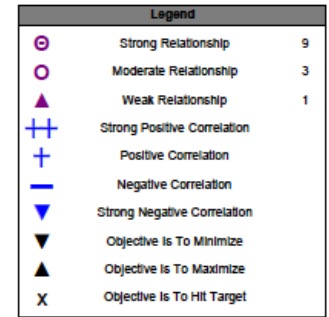 Legend
Strong Relationship 9
Moderate Relationship 3
Weak Relationship 1
Strong Positive Correlation
Positive Correlation
Negative Correlation
Strong Negative Correlation
Objective Is To Minimize
Objective Is To Maximize
X Objective Is To Hit Target